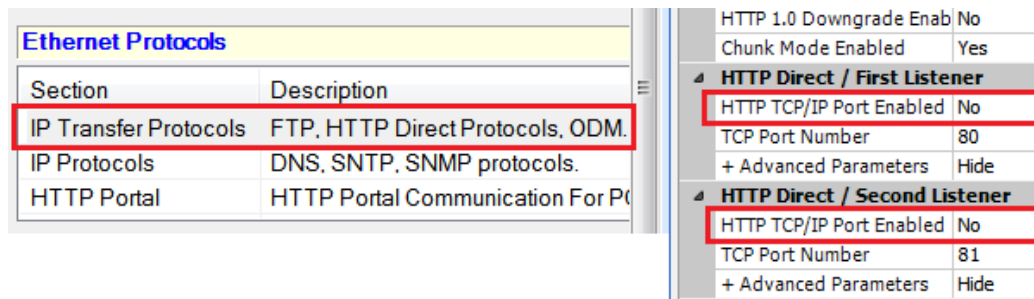 Ethernet Protocols
Section Description
IP Transfer Protocols FTP, HTTP Direct Protocols, ODM.
IP Protocols DNS, SNTP, SNMP protocols.
HTTP Portal HTTP Portal Communication For
HTTP 1.0 Downgrade Enab No
Chunk Mode Enabled Yes
HTTP Direct / First Listener
HTTP TCP/IP Port Enabled No
TCP Port Number 80
+ Advanced Parameters Hide
HTTP Direct / Second Listener
HTTP TCP/IP Port Enabled No
TCP Port Number 81
+ Advanced Parameters Hide